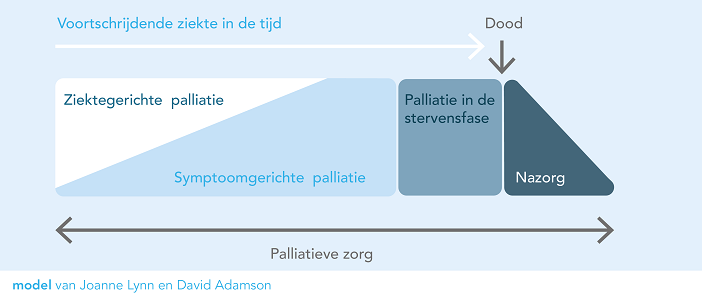 Voortschrijdende ziekte in de tijd
Dood
Ziektegerichte palliatie
Palliatie in de
stervensfase
Symptoomgerichte palliatie
Nazorg
Palliatieve zorg
model van Joanne Lynn en David Adamson